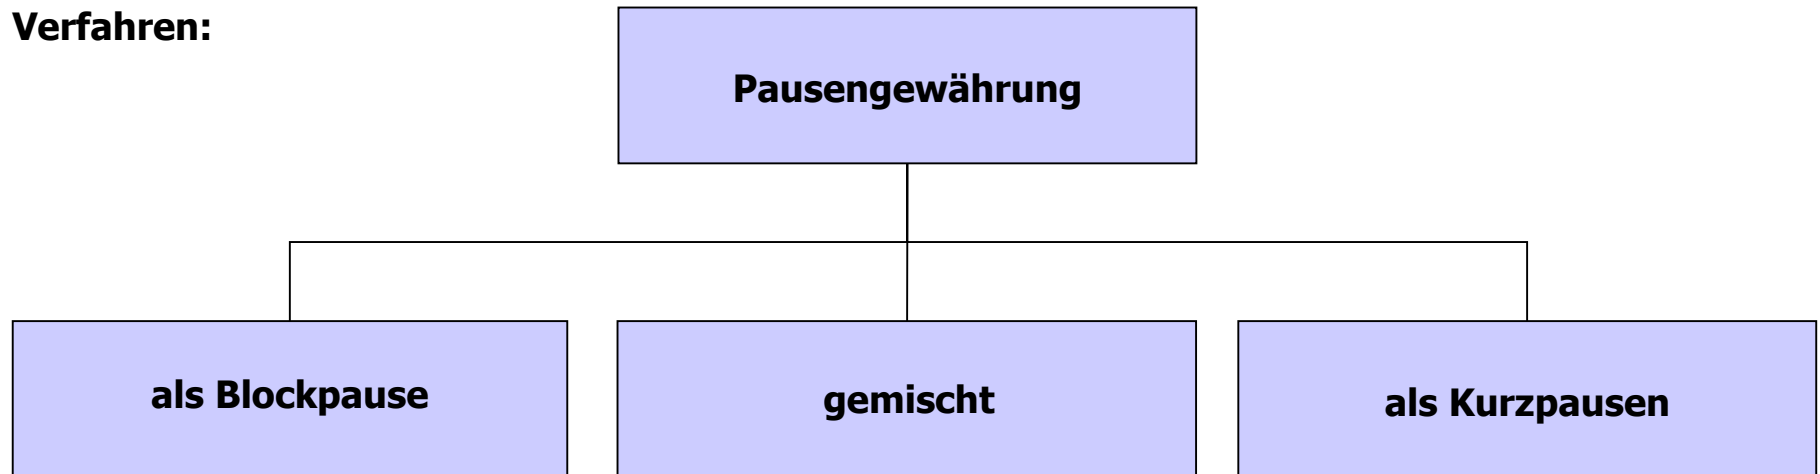 Verfahren:
Pausengewährung
als Blockpause
gemischt
als Kurzpausen